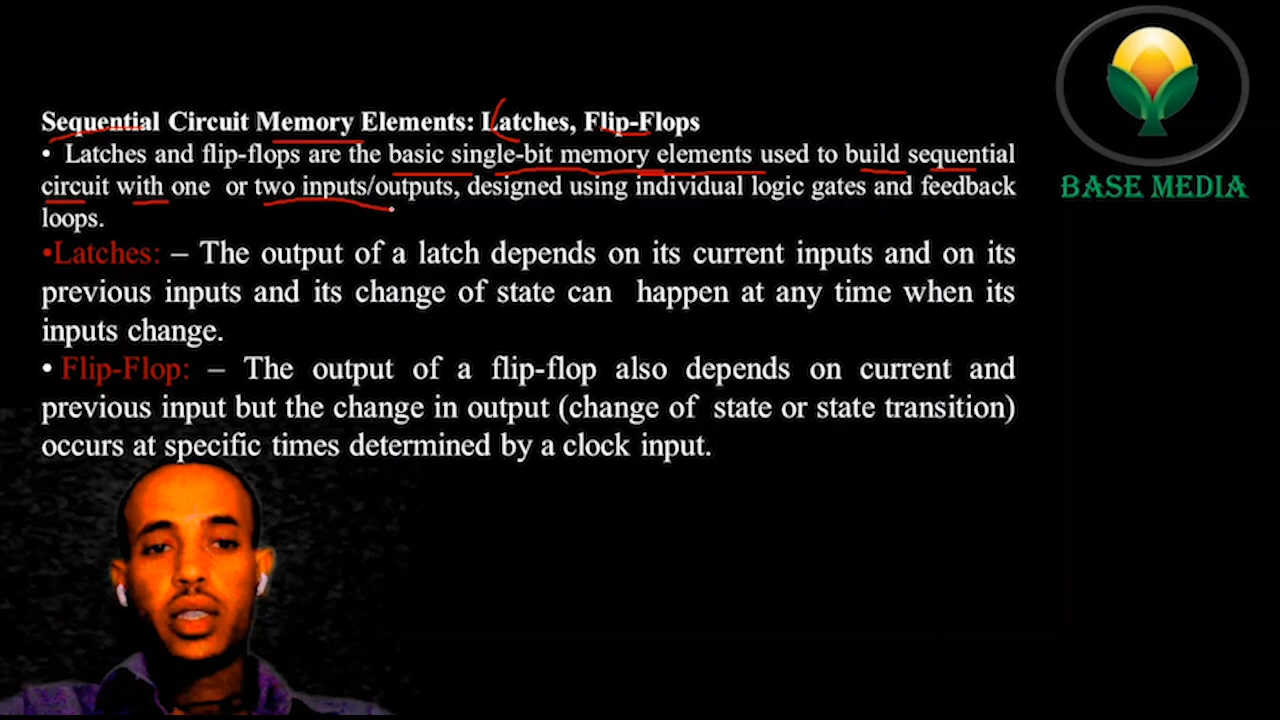 Sequential Circuit Memory Elements: Latches, Flip-Flops
• Latches and flip-flops are the basic single-bit memory elements used to build sequential
circuit with one or two inputs/outputs, designed using individual logic gates and feedback
loops.
•Latches: – The output of a latch depends on its current inputs and on its
previous inputs and its change of state can happen at any time when its
inputs change.
• Flip-Flop: – The output of a flip-flop also depends on current and
previous input but the change in output (change of state or state transition)
occurs at specific times determined by a clock input.
BASE MEDIA